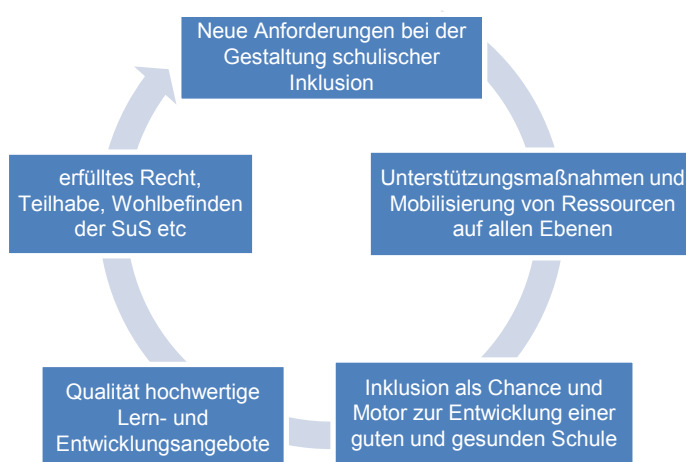 Neue Anforderungen bei der
Gestaltung schulischer
Inklusion
Unterstützungsmaßnahmen und
Mobilisierung von Ressourcen
auf allen Ebenen
Inklusion als Chance und
Motor zur Entwicklung einer
guten und gesunden Schule
Qualität hochwertige
Lern- und
Entwicklungsangebote
erfülltes Recht,
Teilhabe, Wohlbefinden
der SuS etc